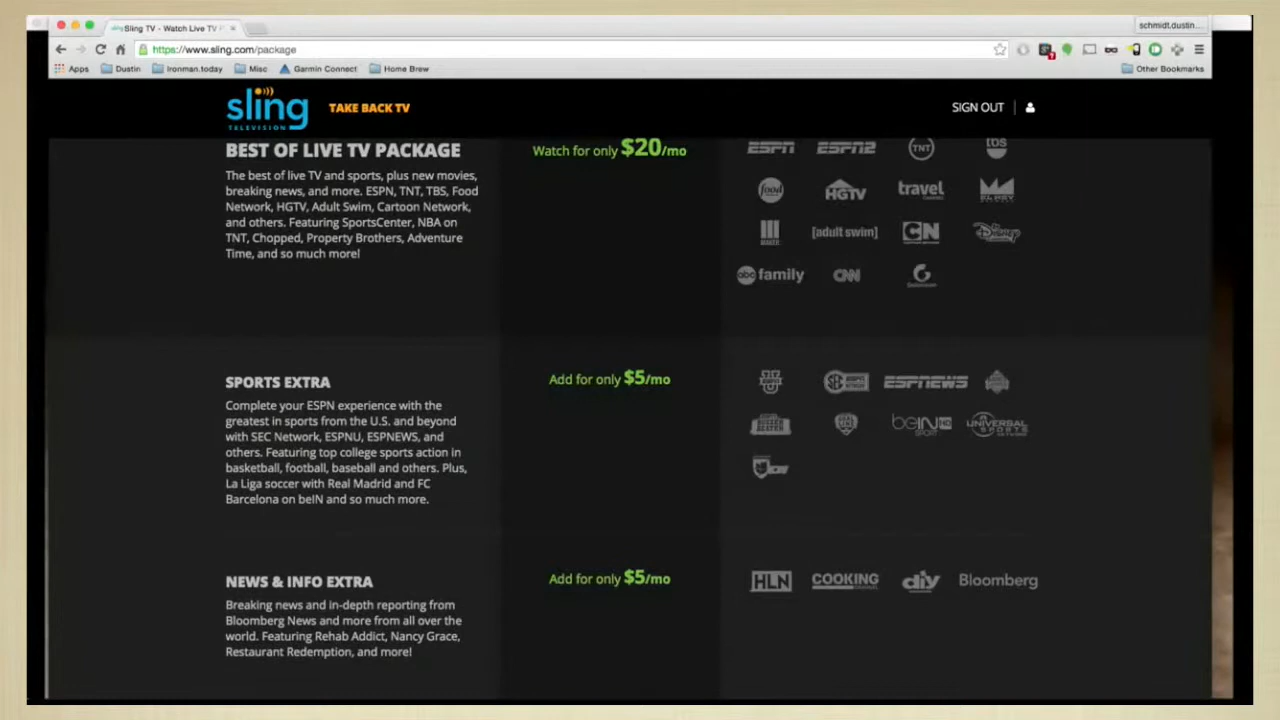 Sling TV - Watch Live TV
schmidt.dustin...
https://www.sling.com/package
Apps Dustin Ironman.today Misc Garmin Connect Home Brew Other Bookmarks
sling
TELEVISION
TAKE BACK TV
SIGN OUT
BEST OF LIVE TV PACKAGE
The best of live TV and sports, plus new movies,
breaking news, and more. ESPN, TNT, TBS, Food
Network, HGTV, Adult Swim, Cartoon Network,
and others. Featuring SportsCenter, NBA on
TNT, Chopped, Property Brothers, Adventure
Time, and so much more!
Watch for only $20/mo
ESPN ESPN2 TNT tbs
food HGTV travel EL REY
MAKER [adult swim] CN Disney
abc family CNN
SPORTS EXTRA
Complete your ESPN experience with the
greatest in sports from the U.S. and beyond
with SEC Network, ESPNU, ESPNEWS, and
others. Featuring top college sports action in
basketball, football, baseball and others. Plus,
La Liga soccer with Real Madrid and FC
Barcelona on beIN and so much more.
Add for only $5/mo
SEC ESPN ESPNEWS
beIN SPORT HD UNIVERSAL SPORTS
NEWS & INFO EXTRA
Breaking news and in-depth reporting from
Bloomberg News and more from all over the
world. Featuring Rehab Addict, Nancy Grace,
Restaurant Redemption, and more!
Add for only $5/mo
HLN COOKING diy Bloomberg